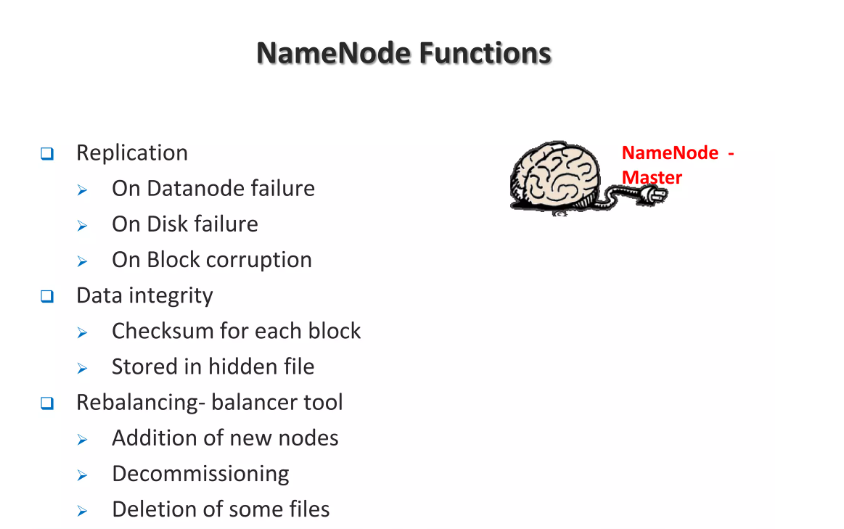 NameNode Functions
Replication
On Datanode failure
On Disk failure
On Block corruption
Data integrity
Checksum for each block
Stored in hidden file
Rebalancing- balancer tool
Addition of new nodes
Decommissioning
Deletion of some files
NameNode -
Master